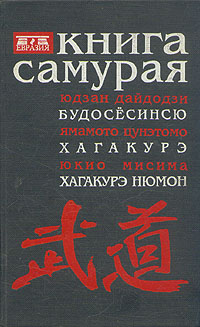 ЕВРАЗИЯ
КНИГА
САМУРАЯ
ЮДЗАН ДАЙДОДЗИ
БУДОСЁСИНСЮ
ЯМАМОТО ЦУНЭТОМО
ХАГАКУРЭ
ЮКИО МИСИМА
ХАГАКУРЭ НЮМОН
武道